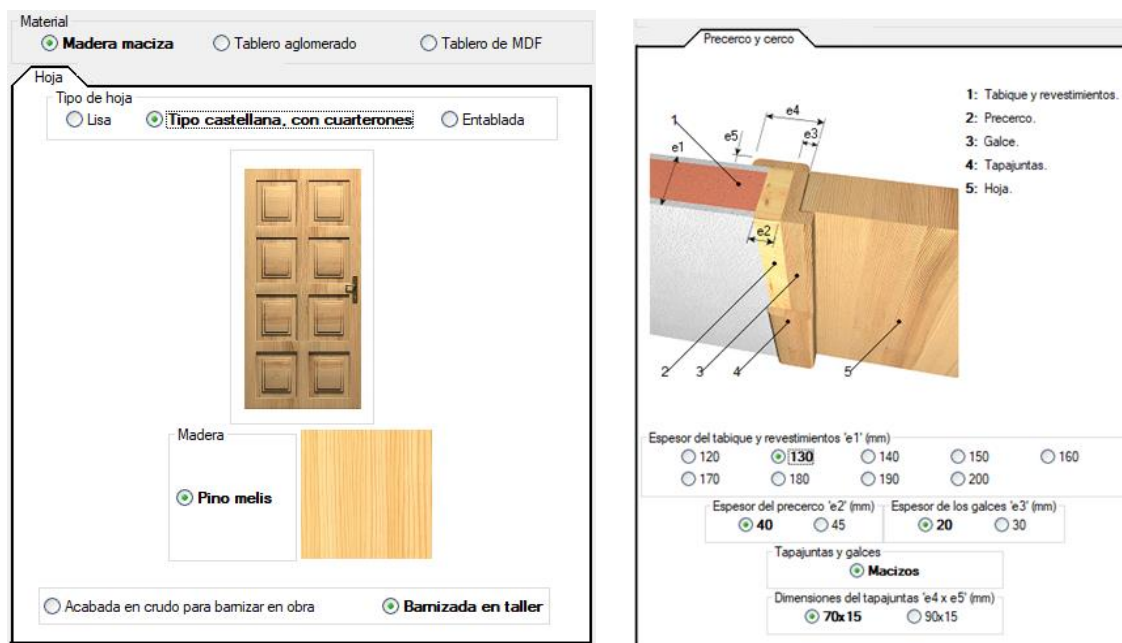 Material
Madera maciza Tablero aglomerado Tablero de MDF
Hoja
Tipo de hoja
Lisa Tipo castellana, con cuarterones Entablada
Madera
Pino melis
Acabada en crudo para barnizar en obra Barnizada en taller
Precerco y cerco
1: Tabique y revestimientos.
2: Precerco.
3: Galce.
4: Tapajuntas.
5: Hoja.
e4
1 e5 e3
e1
e2
2 3 4 5
Espesor del tabique y revestimientos 'e1' (mm)
120 130 140 150 160
170 180 190 200
Espesor del precerco 'e2' (mm) Espesor de los galces 'e3' (mm)
40 45 20 30
Tapajuntas y galces
Macizos
Dimensiones del tapajuntas 'e4 x e5' (mm)
70x15 90x15